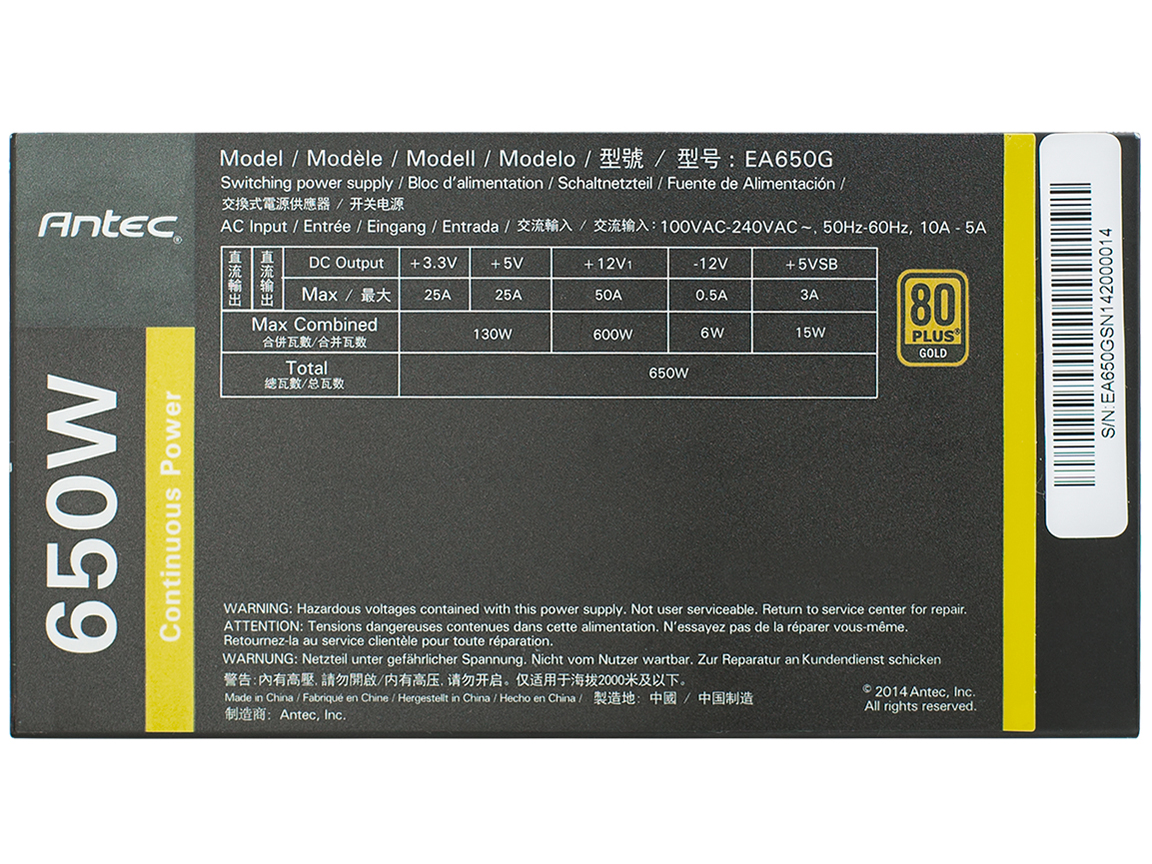 Antec®
650W
Continuous Power
Model / Modèle / Modell / Modelo / 型號 / 型号 : EA650G
Switching power supply / Bloc d'alimentation / Schaltnetzteil / Fuente de Alimentación /
交換式電源供應器 / 开关电源
AC Input / Entrée / Eingang / Entrada / 交流輸入 / 交流输入 : 100VAC-240VAC ~, 50Hz-60Hz, 10A - 5A
直流輸出 直流输出 DC Output +3.3V +5V +12V1 -12V +5VSB
Max / 最大 25A 25A 50A 0.5A 3A
Max Combined 130W 600W 6W 15W
合併瓦數/合并瓦数
Total 650W
總瓦數/总瓦数
80
PLUS®
GOLD
WARNING: Hazardous voltages contained with this power supply. Not user serviceable. Return to service center for repair.
ATTENTION: Tensions dangereuses contenues dans cette alimentation. N'essayez pas de la réparer vous-même.
Retournez-la au service clientèle pour toute réparation.
WARNUNG: Netzteil unter gefährlicher Spannung. Nicht vom Nutzer wartbar. Zur Reparatur an Kundendienst schicken
警告: 內有高壓, 請勿開啟/内有高压, 请勿开启。仅适用于海拔2000米及以下。
Made in China / Fabriqué en Chine / Hergestellt in China / Hecho en China / 製造地: 中國 / 中国制造
制造商: Antec, Inc.
© 2014 Antec, Inc.
All rights reserved.
S/N: EA650GSN142000014